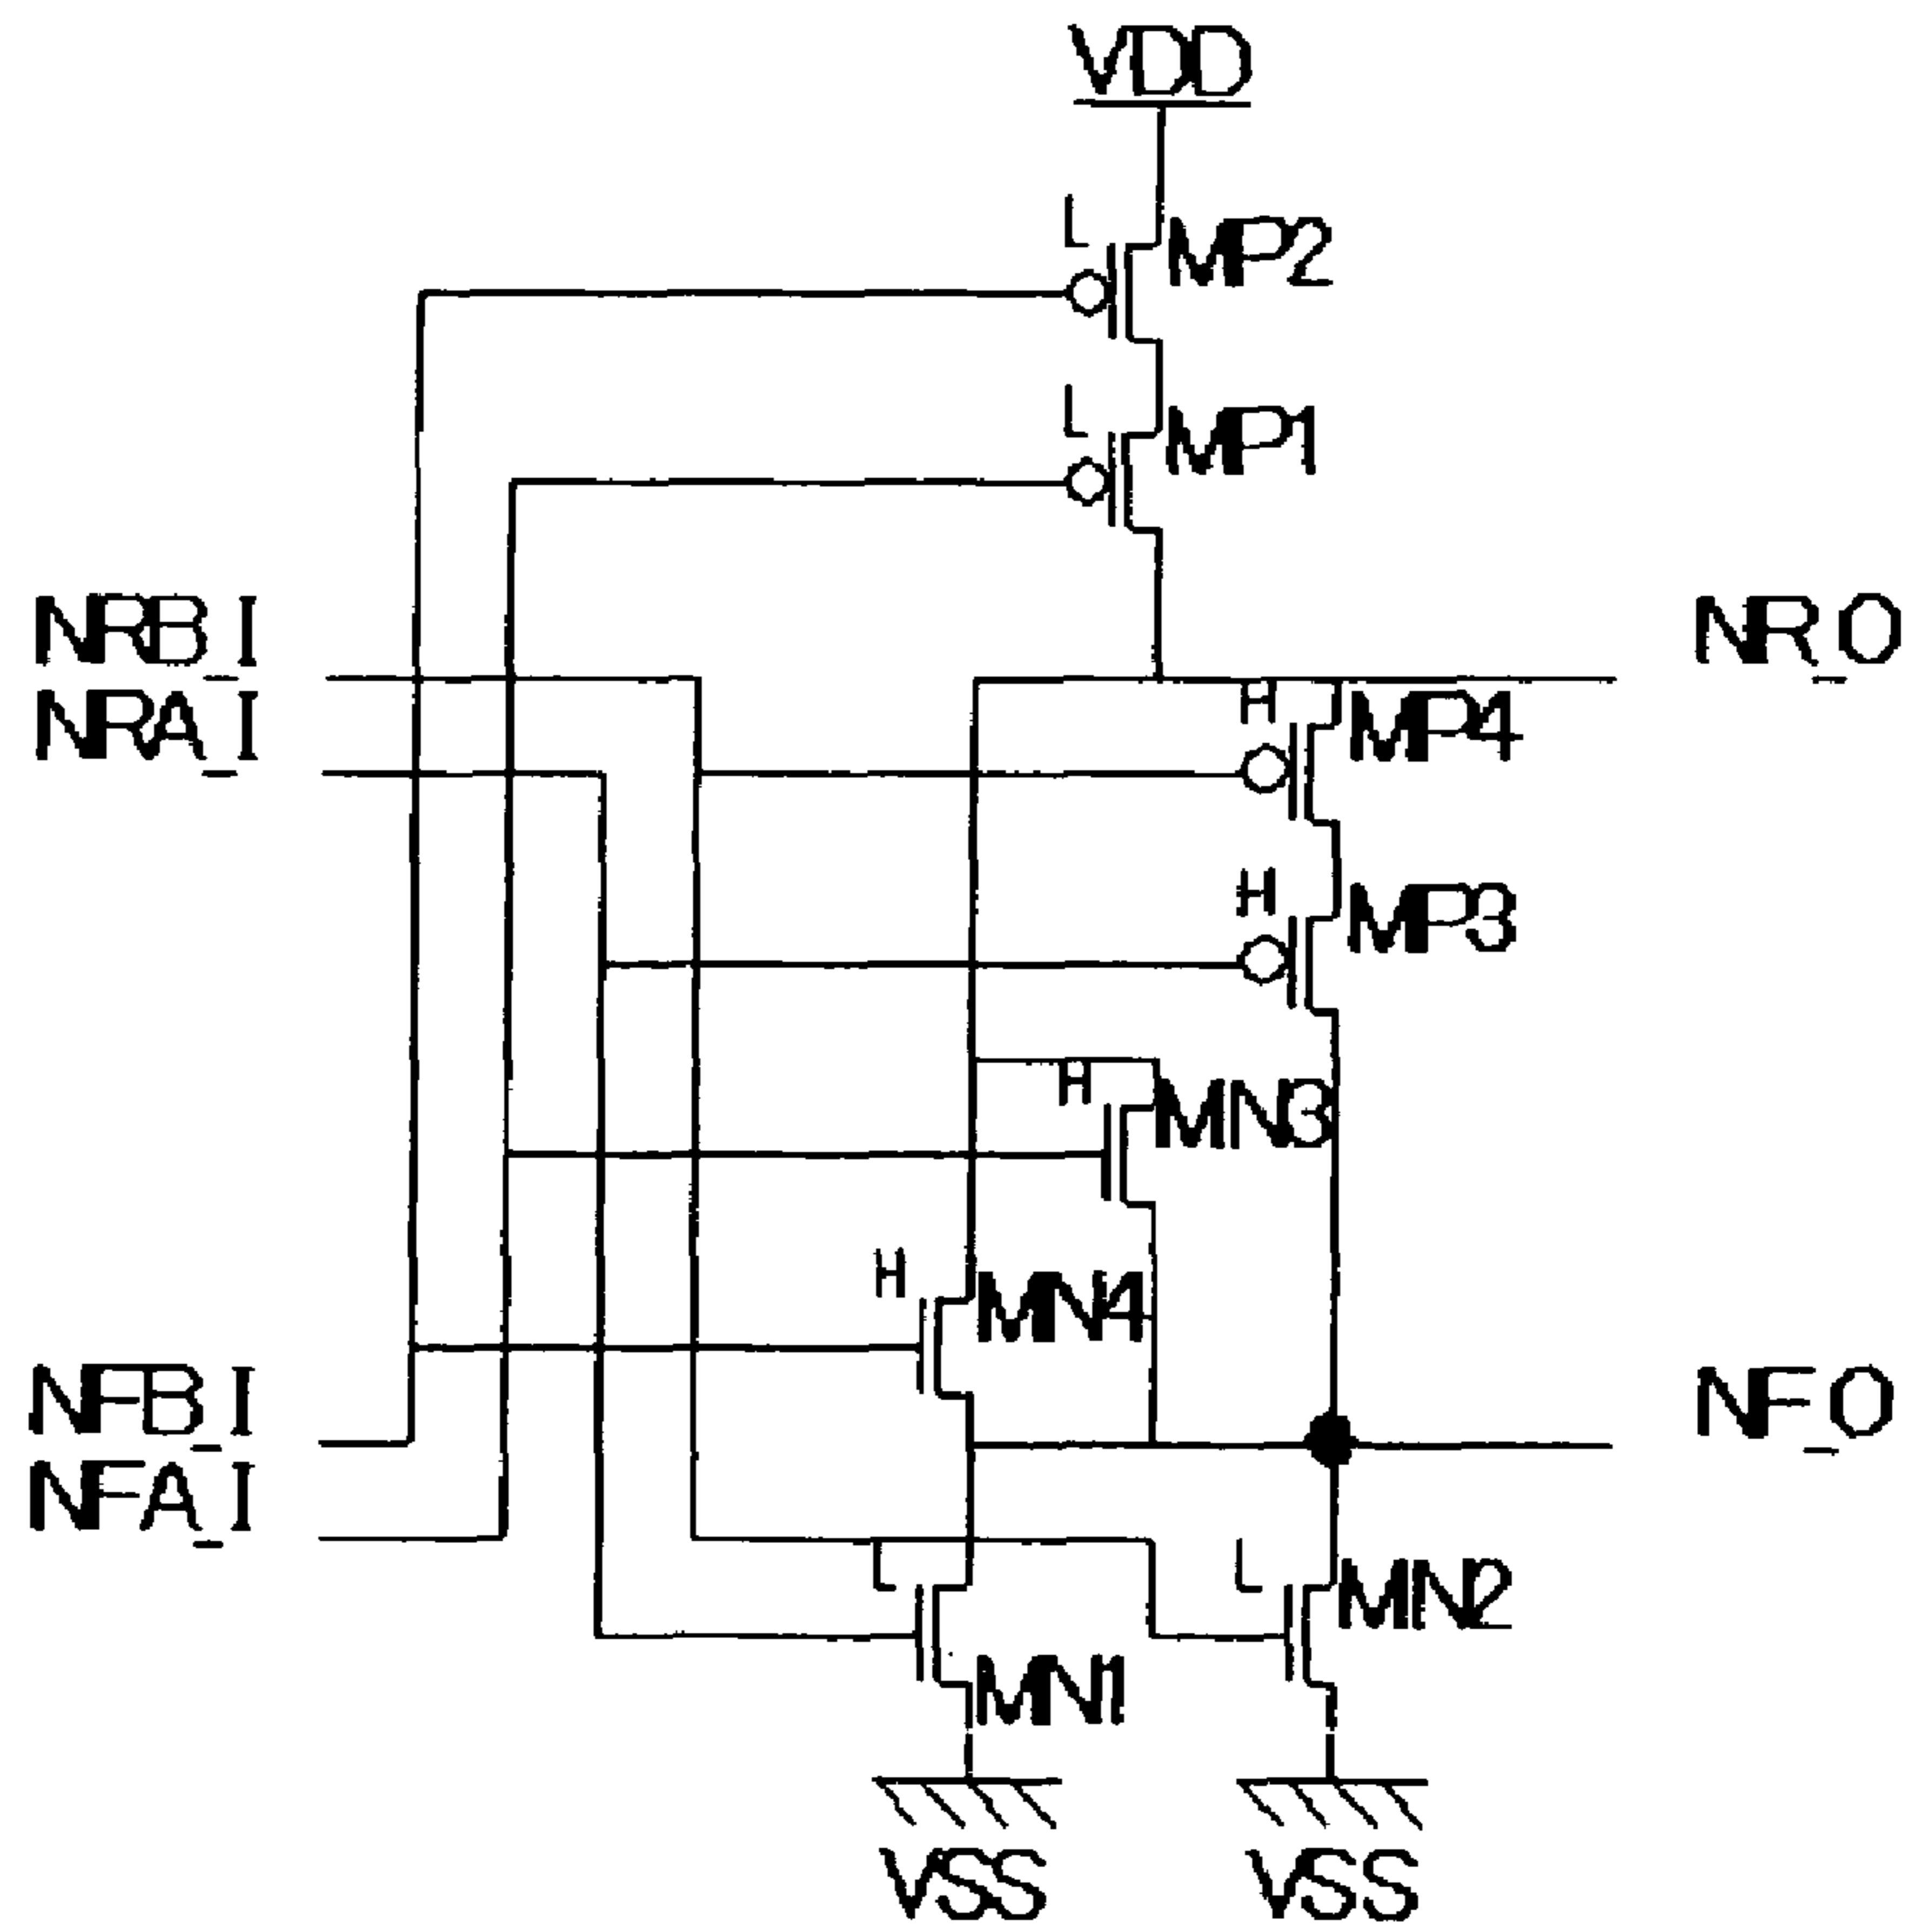 VDD
L
MP2
L
MP1
NRB_I
NR_O
H
MP4
NRA_I
H
MP3
H
MN3
H
MN4
NFB_I
NF_O
NFA_I
L
L
MN2
MN1
VSS
VSS